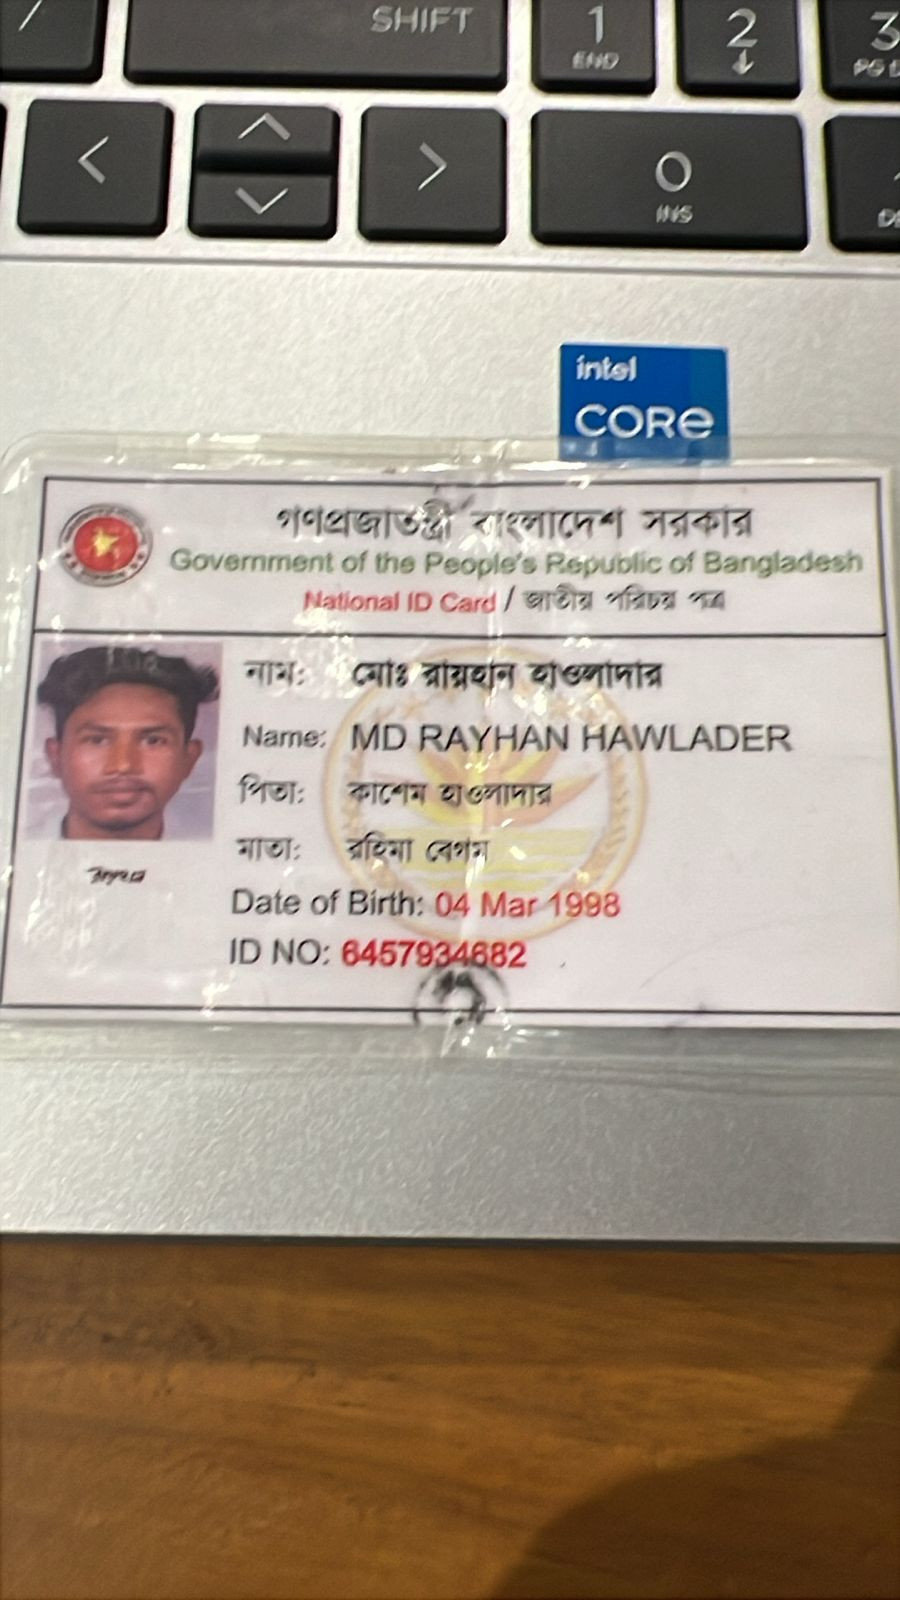 SHIFT
1
END
2
3
PG
0
INS
intel
CORE
গণপ্রজাতন্ত্রী বাংলাদেশ সরকার
Government of the People's Republic of Bangladesh
National ID Card / জাতীয় পরিচয় পত্র
নাম: মোঃ রায়হান হাওলাদার
Name: MD RAYHAN HAWLADER
পিতা: কাশেম হাওলাদার
মাতা: রহিমা বেগম
Date of Birth: 04 Mar 1998
ID NO: 6457934682